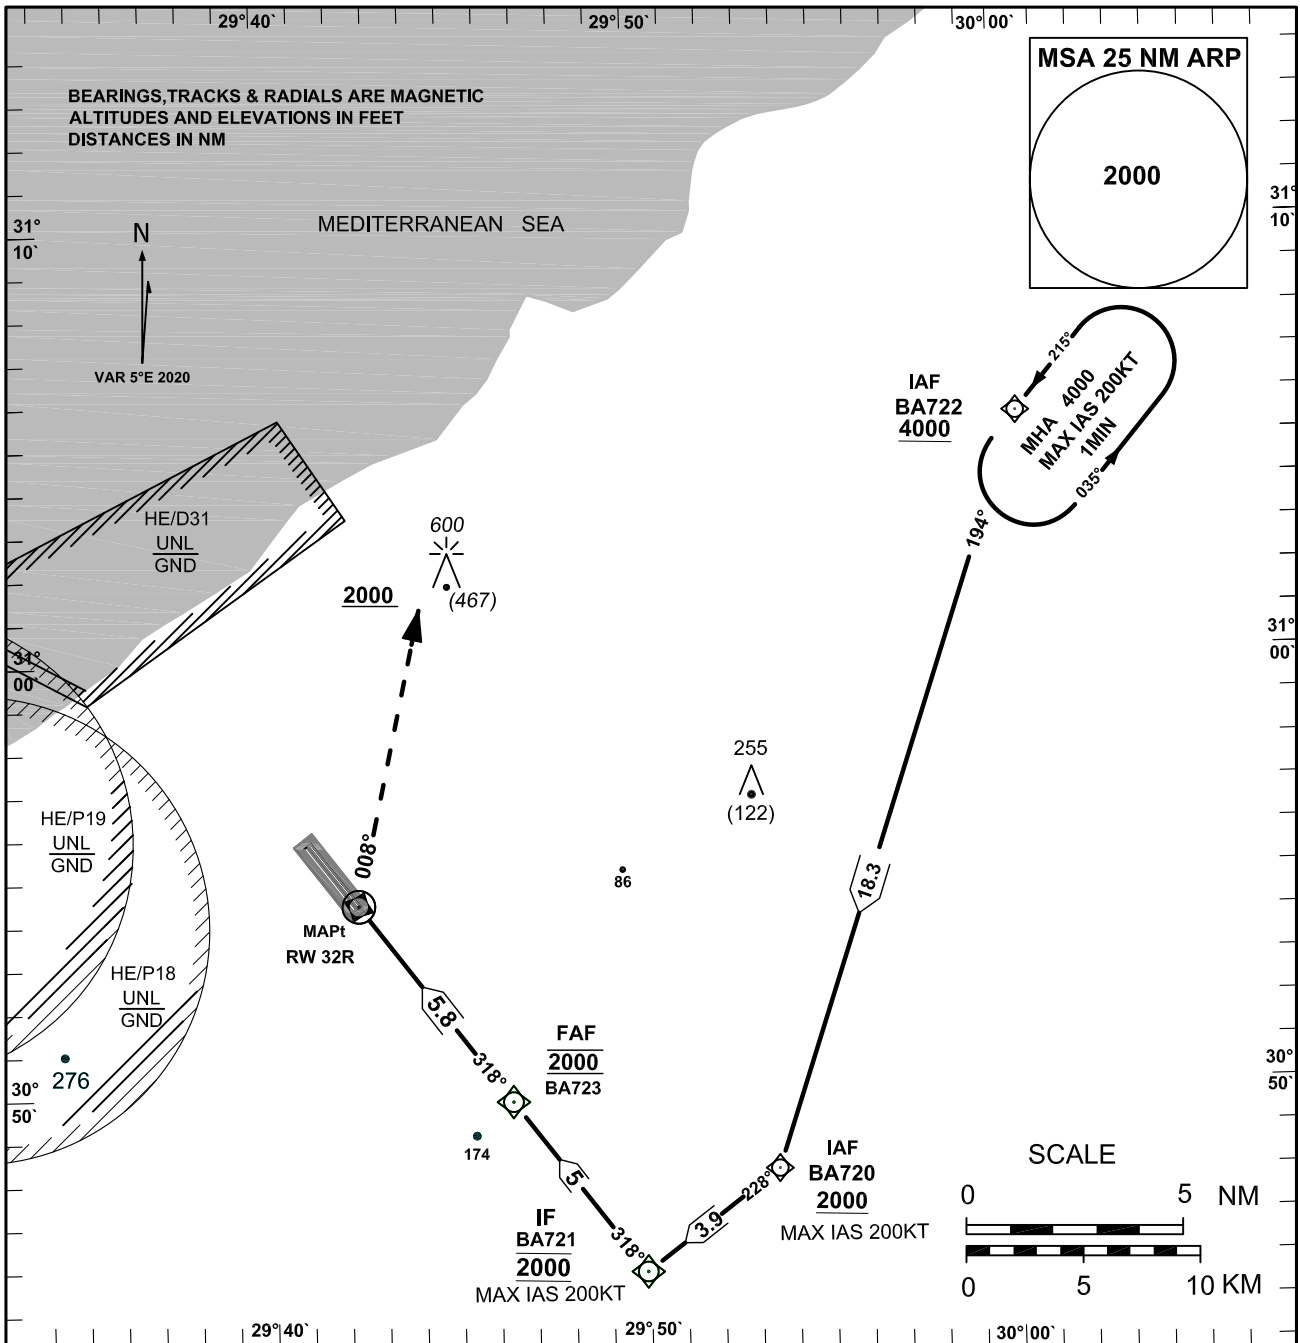 29°40`
29°50`
30°00`
MSA 25 NM ARP
2000
BEARINGS,TRACKS & RADIALS ARE MAGNETIC
ALTITUDES AND ELEVATIONS IN FEET
DISTANCES IN NM
MEDITERRANEAN SEA
31°
10`
31°
10`
N
VAR 5°E 2020
215°
IAF
BA722
4000
MHA 4000
MAX IAS 200KT
1MIN
035°
194°
HE/D31
UNL
GND
600
(467)
2000
31°
00`
31°
00`
255
(122)
HE/P19
UNL
GND
008°
86
18.3
MAPt
RW 32R
HE/P18
UNL
GND
276
5.8
318°
FAF
2000
BA723
30°
50`
30°
50`
174
5
318°
IF
BA721
2000
MAX IAS 200KT
228°
3.9
IAF
BA720
2000
MAX IAS 200KT
SCALE
0 5 NM
0 5 10 KM
29°40`
29°50`
30°00`